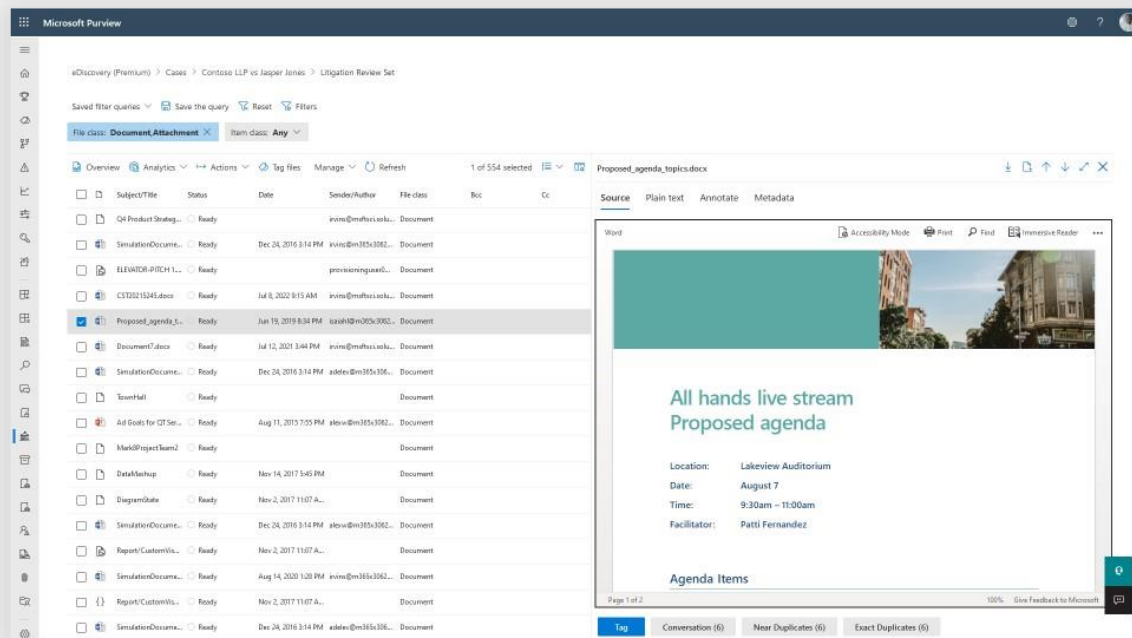 Microsoft Purview
?
eDiscovery (Premium) > Cases > Contoso LLP vs Jasper Jones > Litigation Review Set
Saved filter queries Save the query Reset Filters
File class: Document,Attachment Item class: Any
Overview Analytics Actions Tag files Manage Refresh 1 of 554 selected
Subject/Title Status Date Sender/Author File class Bcc Cc
Q4 Product Strateg... Ready Document
SimulationDocume... Ready Dec 24, 2016 3:14 PM Document
ELEVATOR-PITCH 1.... Ready Document
CST20215245.docx Ready Jul 8, 2022 9:15 AM Document
Proposed_agenda_t... Ready Jun 19, 2019 8:34 PM Document
Document7.docx Ready Jul 12, 2021 3:44 PM Document
SimulationDocume... Ready Dec 24, 2016 3:14 PM Document
TownHall Ready Document
Ad Goals for QT Ser... Ready Aug 11, 2015 7:55 PM Document
Mark8ProjectTeam2 Ready Document
DataMashup Ready Nov 14, 2017 5:45 PM Document
DiagramState Ready Nov 2, 2017 11:07 A... Document
SimulationDocume... Ready Dec 24, 2016 3:14 PM Document
Report/CustomVis... Ready Nov 2, 2017 11:07 A... Document
SimulationDocume... Ready Aug 14, 2020 1:28 PM Document
Report/CustomVis... Ready Nov 2, 2017 11:07 A... Document
SimulationDocume... Ready Dec 24, 2016 3:14 PM Document
Proposed_agenda_topics.docx
Source Plain text Annotate Metadata
Word Accessibility Mode Print Find Immersive Reader ...
All hands live stream
Proposed agenda
Location: Lakeview Auditorium
Date: August 7
Time: 9:30am – 11:00am
Facilitator: Patti Fernandez
Agenda Items
Page 1 of 2 100% Give Feedback to Microsoft
Tag Conversation (6) Near Duplicates (6) Exact Duplicates (6)